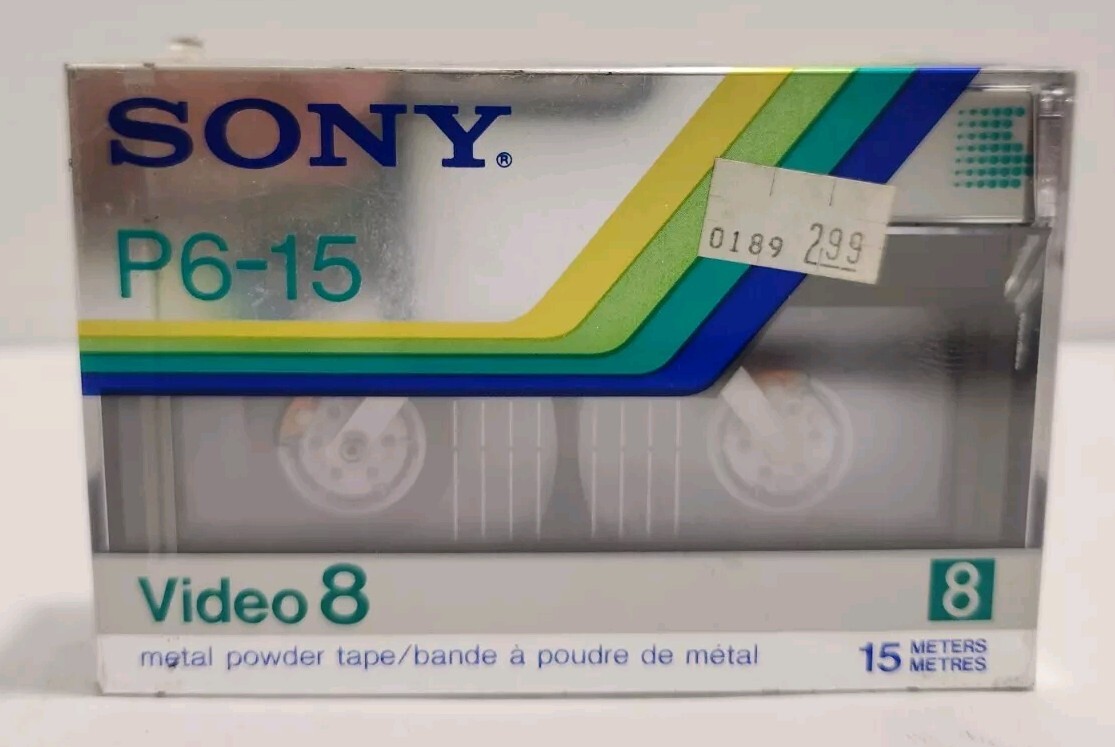 SONY®
P6-15
0189 2.99
Video 8
8
metal powder tape/bande à poudre de métal
15 METERS
METRES